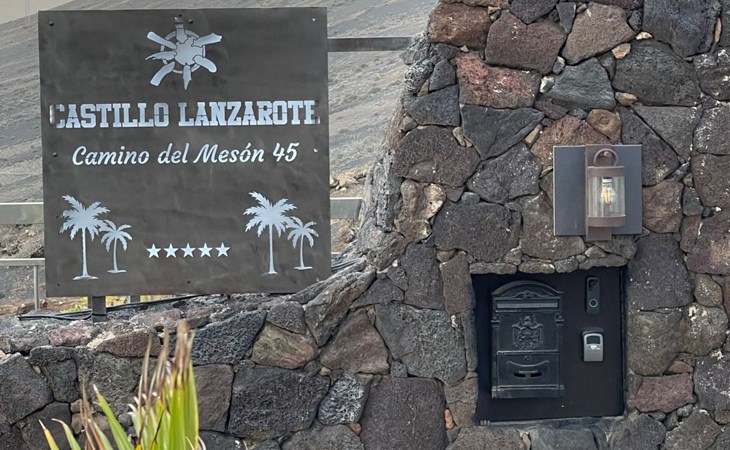 CASTILLO LANZAROTE
Camino del Mesón 45